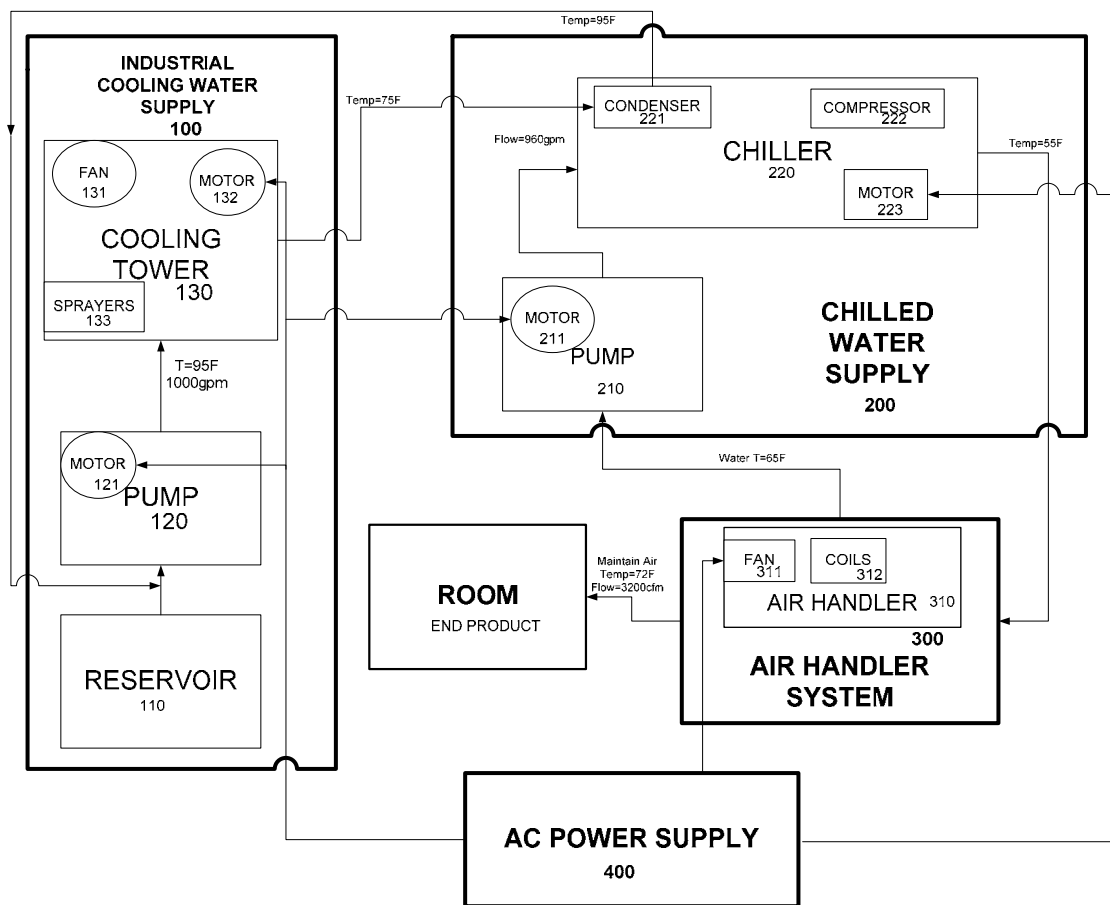 Temp=95F
INDUSTRIAL
COOLING WATER
SUPPLY
100
Temp=75F
FAN
131
MOTOR
132
COOLING
TOWER
130
SPRAYERS
133
T=95F
1000gpm
MOTOR
121
PUMP
120
RESERVOIR
110
CONDENSER
221
COMPRESSOR
222
Flow=960gpm
CHILLER
220
Temp=55F
MOTOR
223
MOTOR
211
PUMP
210
CHILLED
WATER
SUPPLY
200
Water T=65F
ROOM
END PRODUCT
Maintain Air
Temp=72F
Flow=3200cfm
FAN
311
COILS
312
AIR HANDLER 310
300
AIR HANDLER
SYSTEM
AC POWER SUPPLY
400